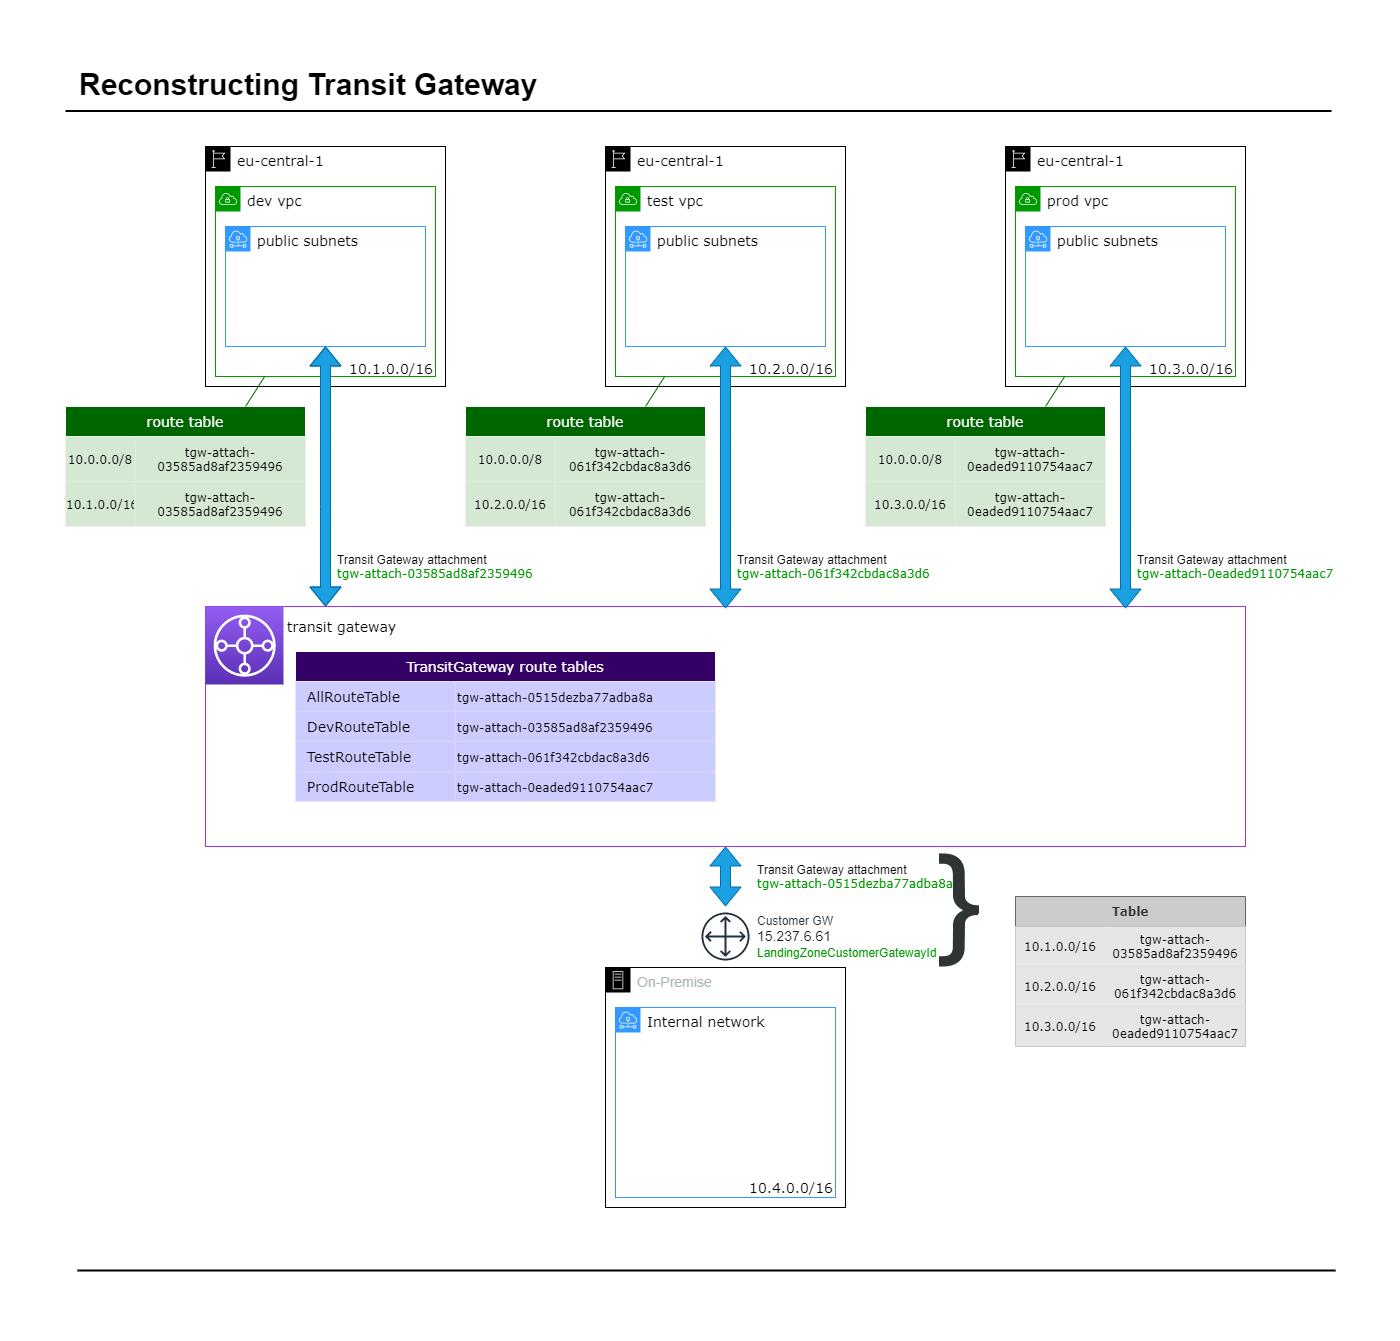 Reconstructing Transit Gateway
eu-central-1
dev vpc
public subnets
10.1.0.0/16
eu-central-1
test vpc
public subnets
10.2.0.0/16
eu-central-1
prod vpc
public subnets
10.3.0.0/16
route table
10.0.0.0/8
tgw-attach-
03585ad8af2359496
10.1.0.0/16
tgw-attach-
03585ad8af2359496
route table
10.0.0.0/8
tgw-attach-
061f342cbdac8a3d6
10.2.0.0/16
tgw-attach-
061f342cbdac8a3d6
route table
10.0.0.0/8
tgw-attach-
0eaded9110754aac7
10.3.0.0/16
tgw-attach-
0eaded9110754aac7
Transit Gateway attachment
tgw-attach-03585ad8af2359496
Transit Gateway attachment
tgw-attach-061f342cbdac8a3d6
Transit Gateway attachment
tgw-attach-0eaded9110754aac7
transit gateway
TransitGateway route tables
AllRouteTable tgw-attach-0515dezba77adba8a
DevRouteTable tgw-attach-03585ad8af2359496
TestRouteTable tgw-attach-061f342cbdac8a3d6
ProdRouteTable tgw-attach-0eaded9110754aac7
Transit Gateway attachment
tgw-attach-0515dezba77adba8a
Customer GW
15.237.6.61
LandingZoneCustomerGatewayId
}
Table
10.1.0.0/16
tgw-attach-
03585ad8af2359496
10.2.0.0/16
tgw-attach-
061f342cbdac8a3d6
10.3.0.0/16
tgw-attach-
0eaded9110754aac7
On-Premise
Internal network
10.4.0.0/16